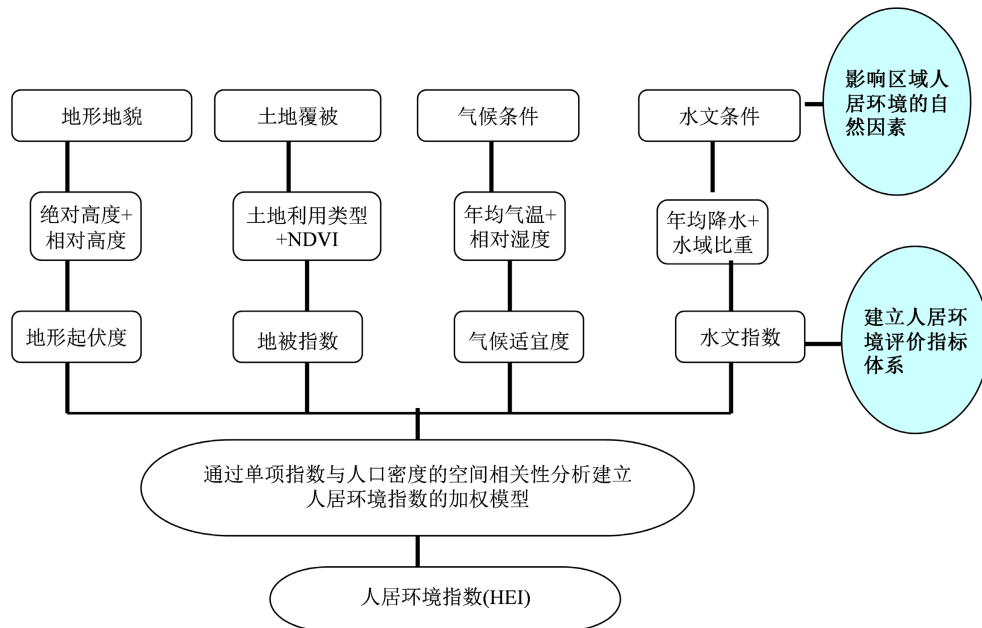 影响区域人
居环境的自
然因素
地形地貌
土地覆被
气候条件
水文条件
绝对高度+
相对高度
土地利用类型
+NDVI
年均气温+
相对湿度
年均降水+
水域比重
地形起伏度
地被指数
气候适宜度
水文指数
建立人居环
境评价指标
体系
通过单项指数与人口密度的空间相关性分析建立
人居环境指数的加权模型
人居环境指数(HEI)